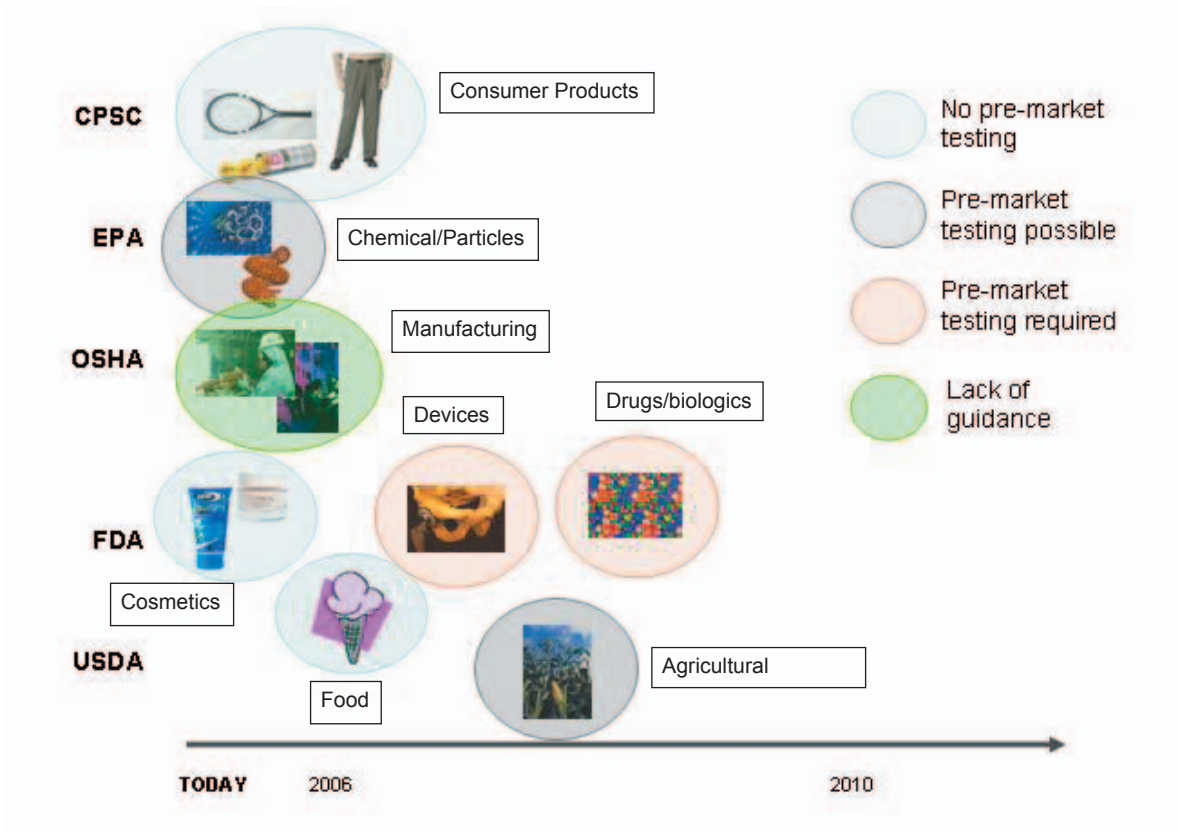 CPSC
Consumer Products
No pre-market
testing
EPA
Chemical/Particles
Pre-market
testing possible
OSHA
Manufacturing
Pre-market
testing required
Devices
Drugs/biologics
Lack of
guidance
FDA
Cosmetics
USDA
Food
Agricultural
TODAY
2006
2010